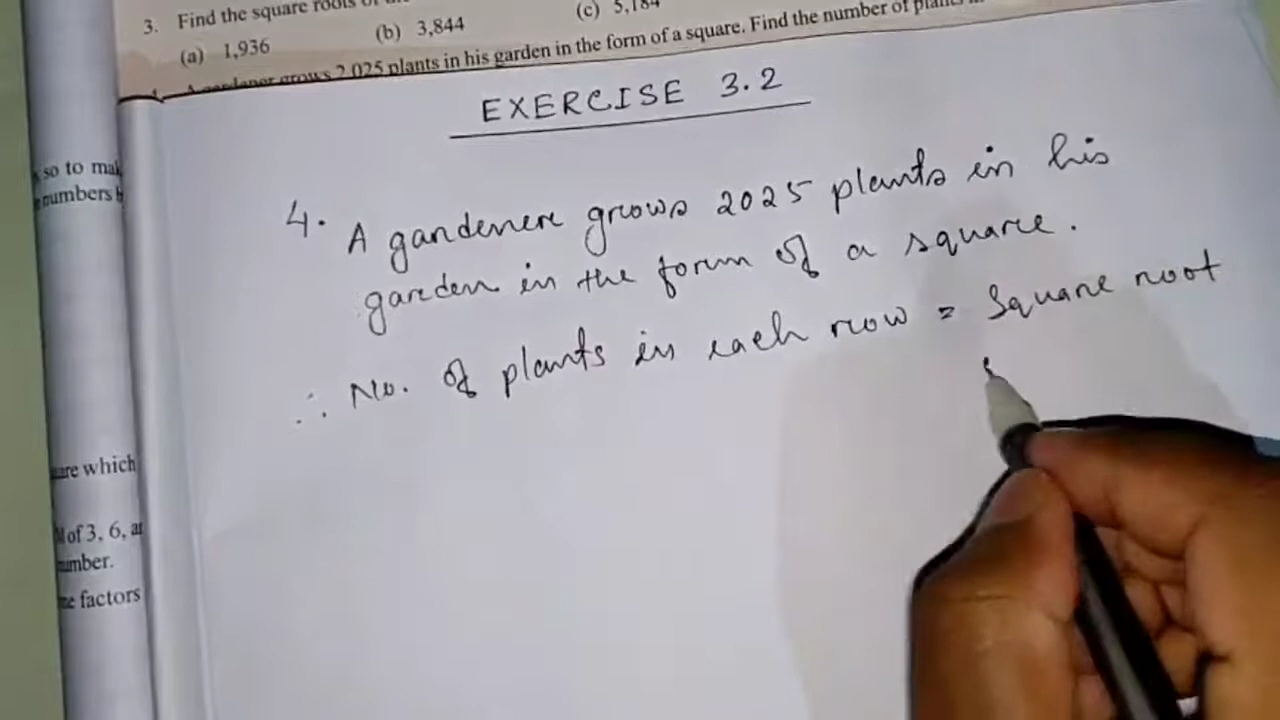 3. Find the square roots of
(a) 1,936 (b) 3,844 (c) 5,184
A gardener grows 2,025 plants in his garden in the form of a square. Find the number of plants
EXERCISE 3.2
4. A gardener grows 2025 plants in his
garden in the form of a square.
∴ No. of plants in each row = Square root
so to
numbers
which
of 3, 6,
factors